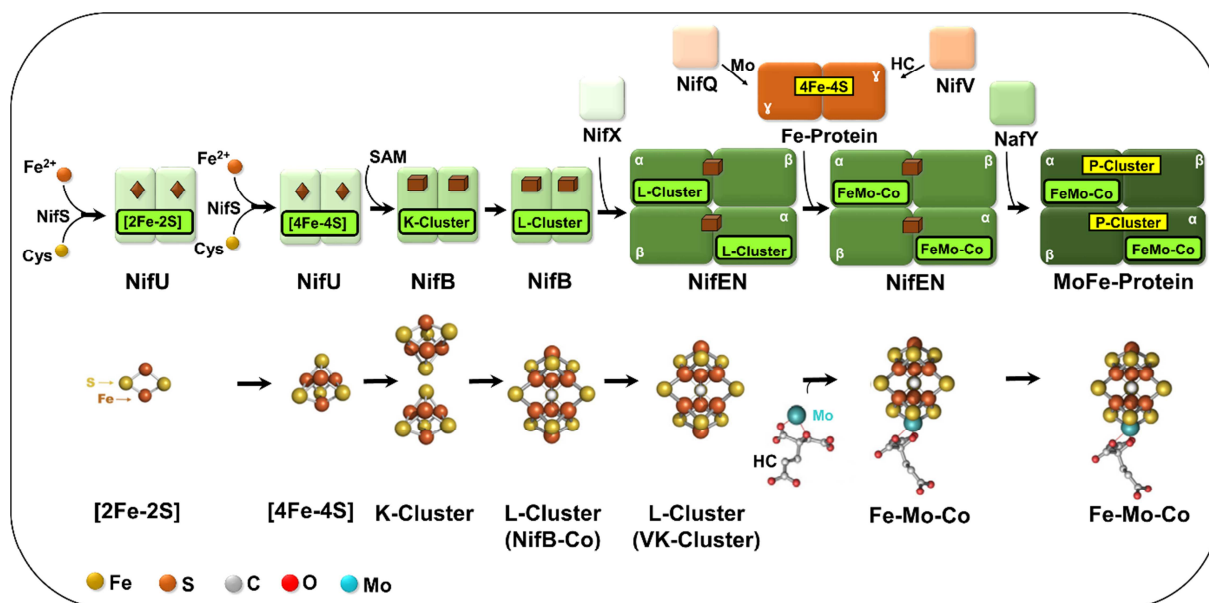 NifQ
Mo
4Fe-4S
γ
γ
Fe-Protein
HC
NifV
NifX
NafY
Fe2+
NifS
Cys
[2Fe-2S]
NifU
Fe2+
NifS
Cys
[4Fe-4S]
NifU
SAM
K-Cluster
NifB
L-Cluster
NifB
α
β
L-Cluster
α
β
L-Cluster
NifEN
α
β
FeMo-Co
α
β
FeMo-Co
NifEN
α
β
P-Cluster
FeMo-Co
P-Cluster
α
β
FeMo-Co
MoFe-Protein
S
Fe
Mo
HC
[2Fe-2S]
[4Fe-4S]
K-Cluster
L-Cluster
(NifB-Co)
L-Cluster
(VK-Cluster)
Fe-Mo-Co
Fe-Mo-Co
Fe
S
C
O
Mo